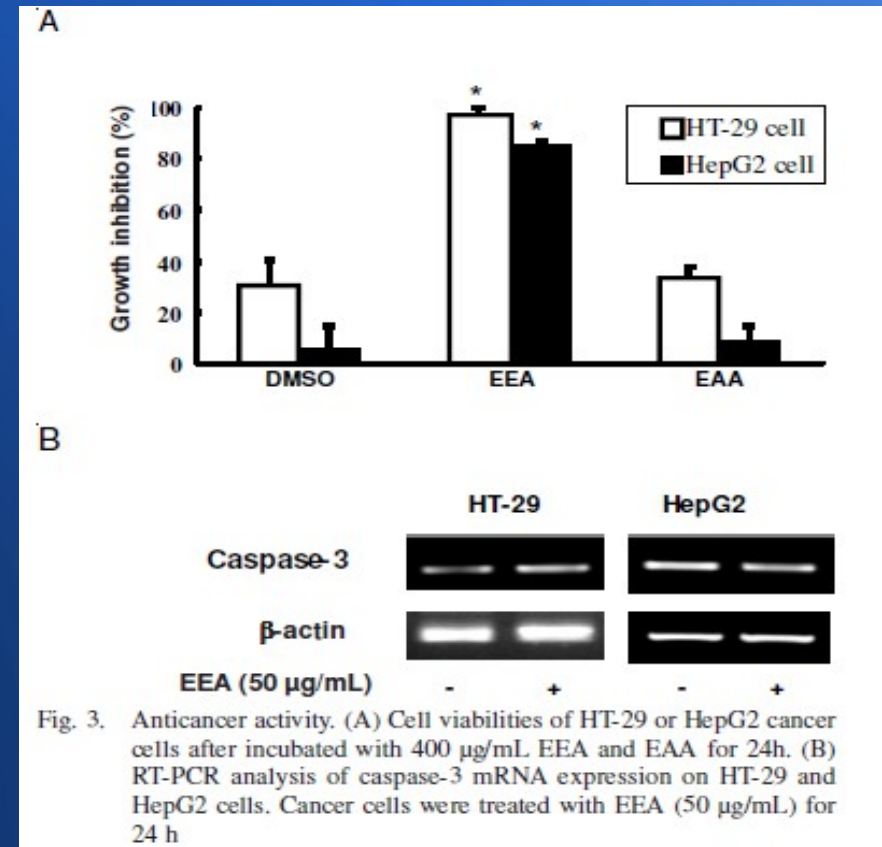 A
100
80
60
40
20
0
Growth inhibition (%)
* *
HT-29 cell
HepG2 cell
DMSO EEA EAA
B
HT-29 HepG2
Caspase-3
β-actin
EEA (50 µg/mL) - + - +
Fig. 3. Anticancer activity. (A) Cell viabilities of HT-29 or HepG2 cancer
cells after incubated with 400 µg/mL EEA and EAA for 24h. (B)
RT-PCR analysis of caspase-3 mRNA expression on HT-29 and
HepG2 cells. Cancer cells were treated with EEA (50 µg/mL) for
24 h